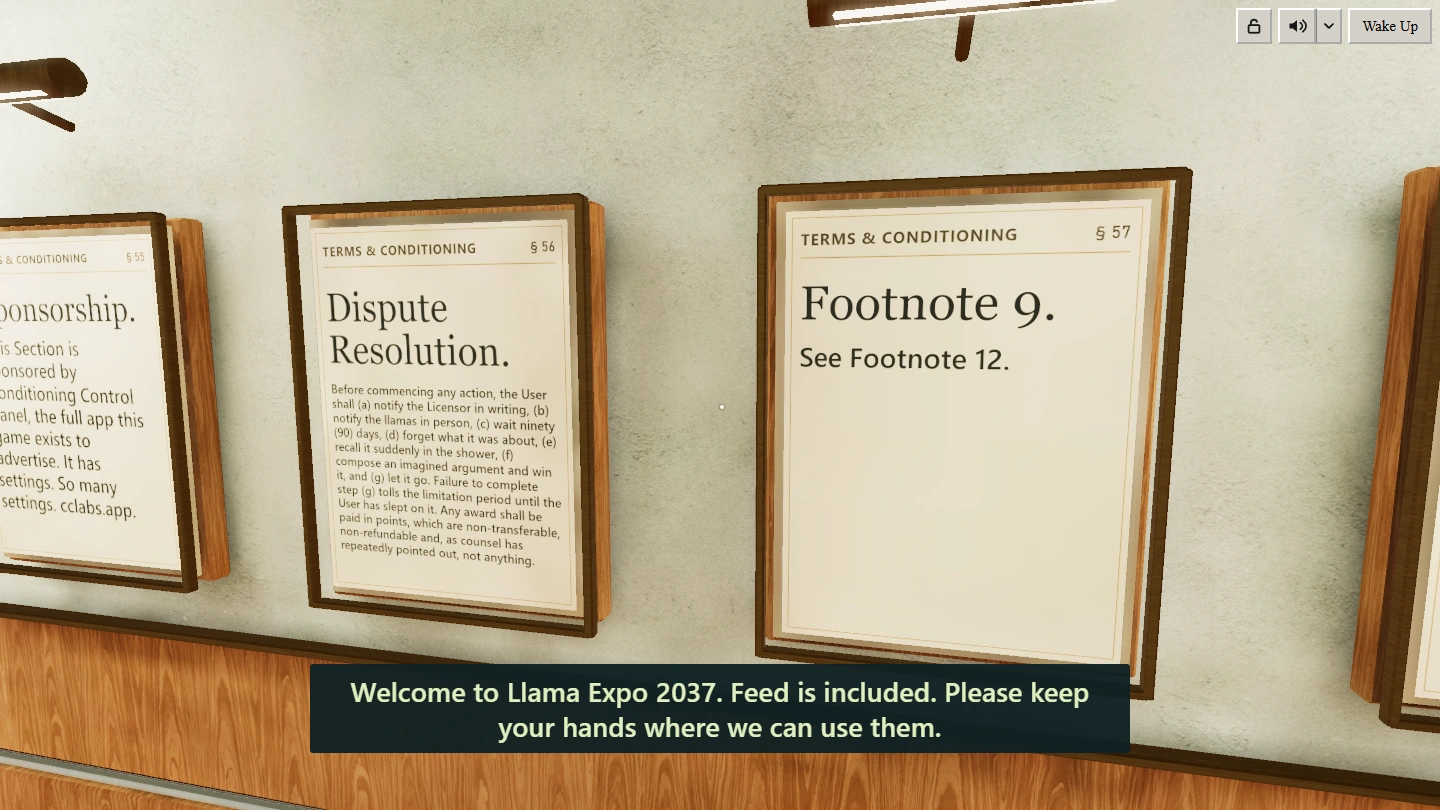 Wake Up
S & CONDITIONING § 55
ponsorship.
is Section is
onsored by
onditioning Control
anel, the full app this
game exists to
advertise. It has
settings. So many
settings. cclabs.app.
TERMS & CONDITIONING § 56
Dispute
Resolution.
Before commencing any action, the User
shall (a) notify the Licensor in writing, (b)
notify the llamas in person, (c) wait ninety
(90) days, (d) forget what it was about, (e)
recall it suddenly in the shower, (f)
compose an imagined argument and win
it, and (g) let it go. Failure to complete
step (g) tolls the limitation period until the
User has slept on it. Any award shall be
paid in points, which are non-transferable,
non-refundable and, as counsel has
repeatedly pointed out, not anything.
TERMS & CONDITIONING § 57
Footnote 9.
See Footnote 12.
Welcome to Llama Expo 2037. Feed is included. Please keep
your hands where we can use them.